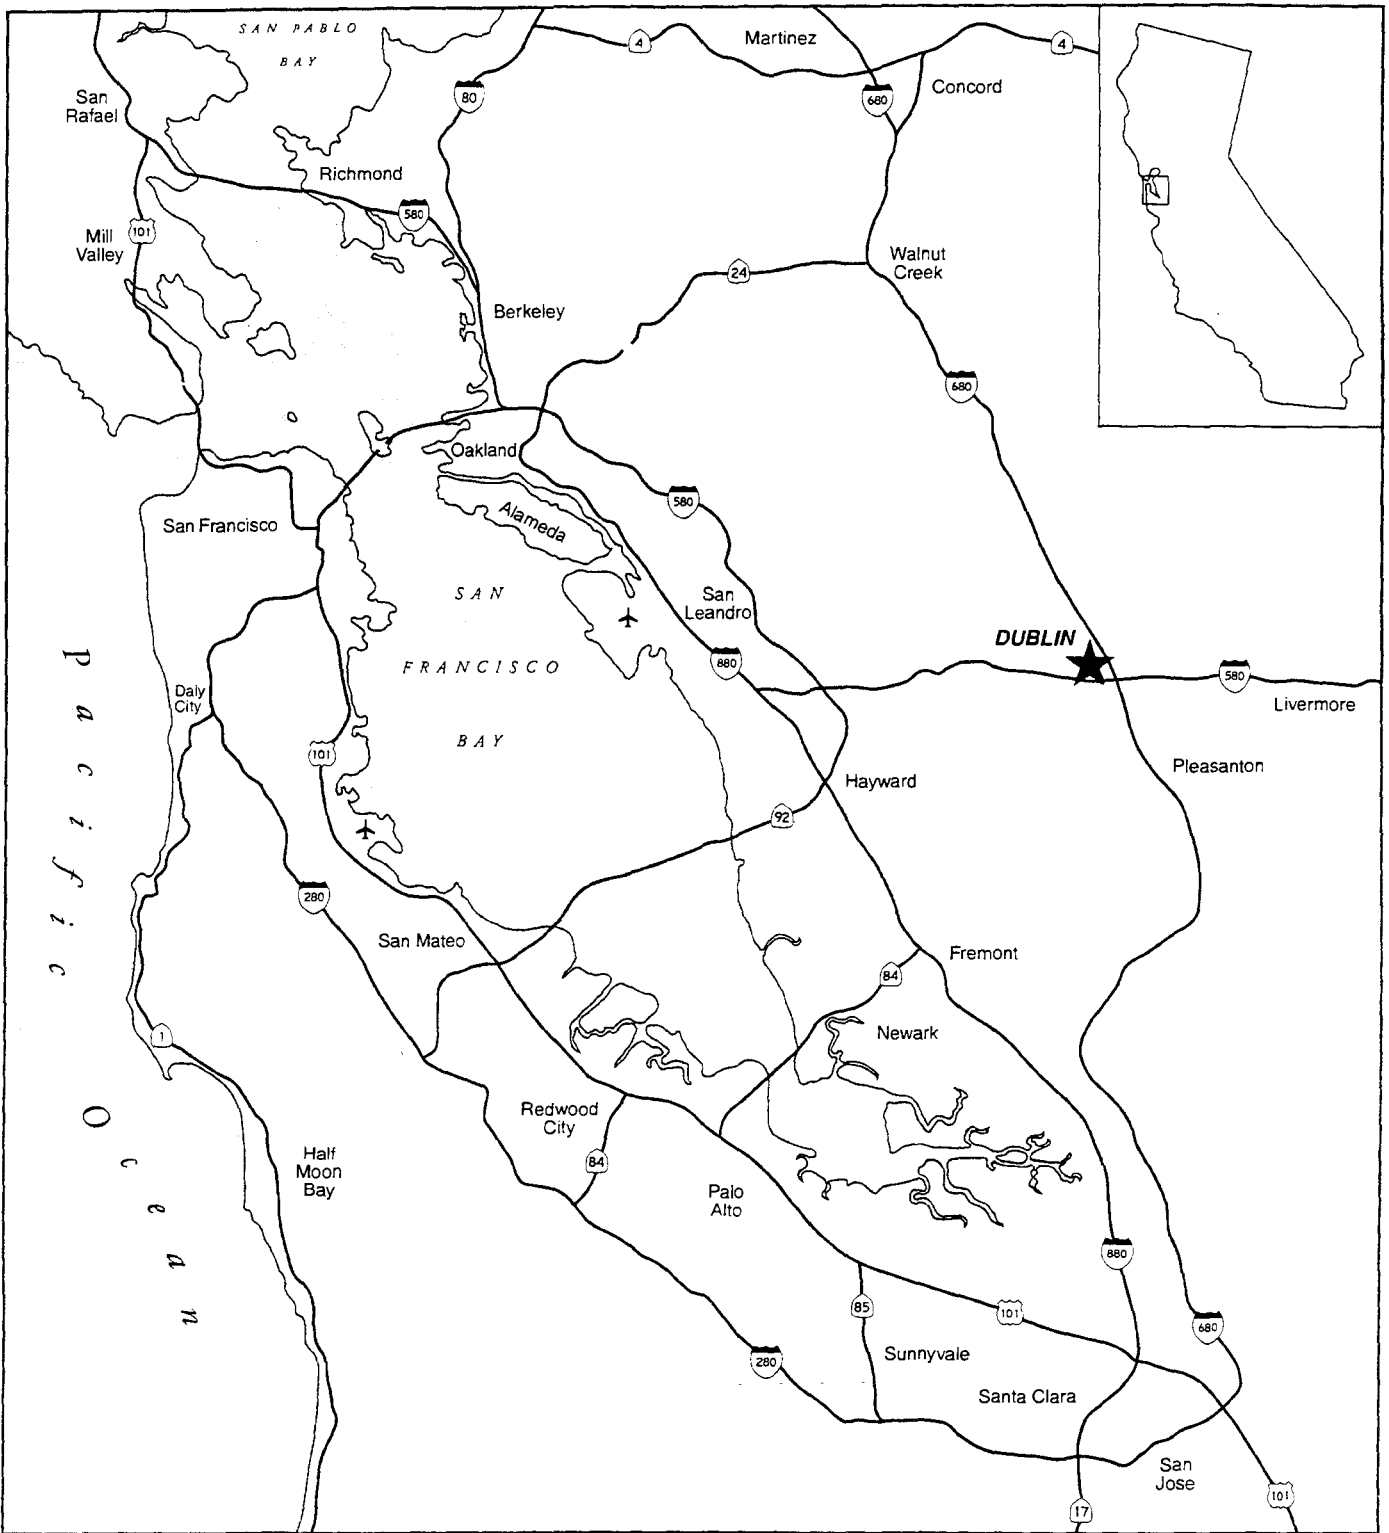 SAN PABLO
BAY
4
Martinez
4
80
680
Concord
San
Rafael
Richmond
580
101
Mill
Valley
Walnut
Creek
24
Berkeley
680
Oakland
580
Alameda
San Francisco
SAN
FRANCISCO
BAY
San
Leandro
880
DUBLIN
580
Livermore
Daly
City
101
Pleasanton
Hayward
92
280
San Mateo
Fremont
84
Newark
1
Redwood
City
84
Half
Moon
Bay
Palo
Alto
880
85
101
680
Sunnyvale
280
Santa Clara
San
Jose
101
17
Pacific
Ocean